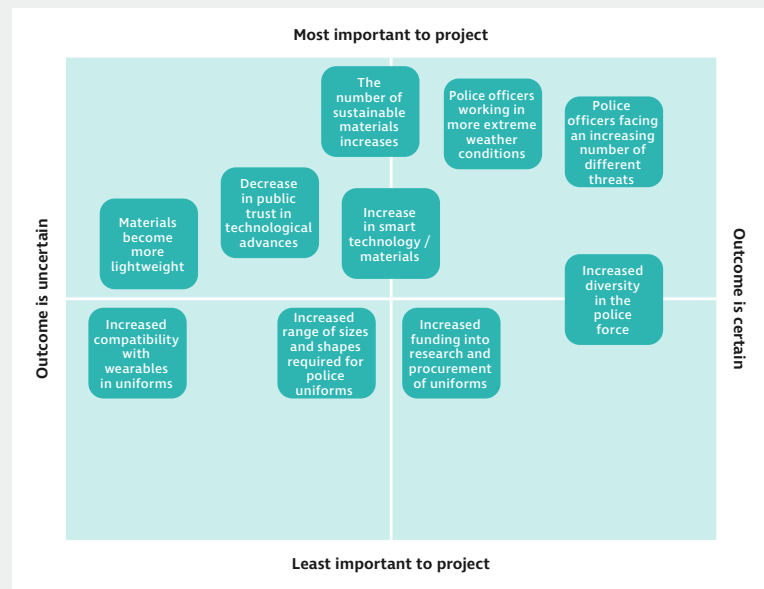 Most important to project
The
number of
sustainable
materials
increases
Police officers
working in
more extreme
weather
conditions
Police
officers facing
an increasing
number of
different
threats
Decrease
in public
trust in
technological
advances
Materials
become
more
lightweight
Increase
in smart
technology /
materials
Outcome is uncertain
Outcome is certain
Increased
diversity
in the
police
force
Increased
compatibility
with
wearables
in uniforms
Increased
range of sizes
and shapes
required for
police
uniforms
Increased
funding into
research and
procurement
of uniforms
Least important to project